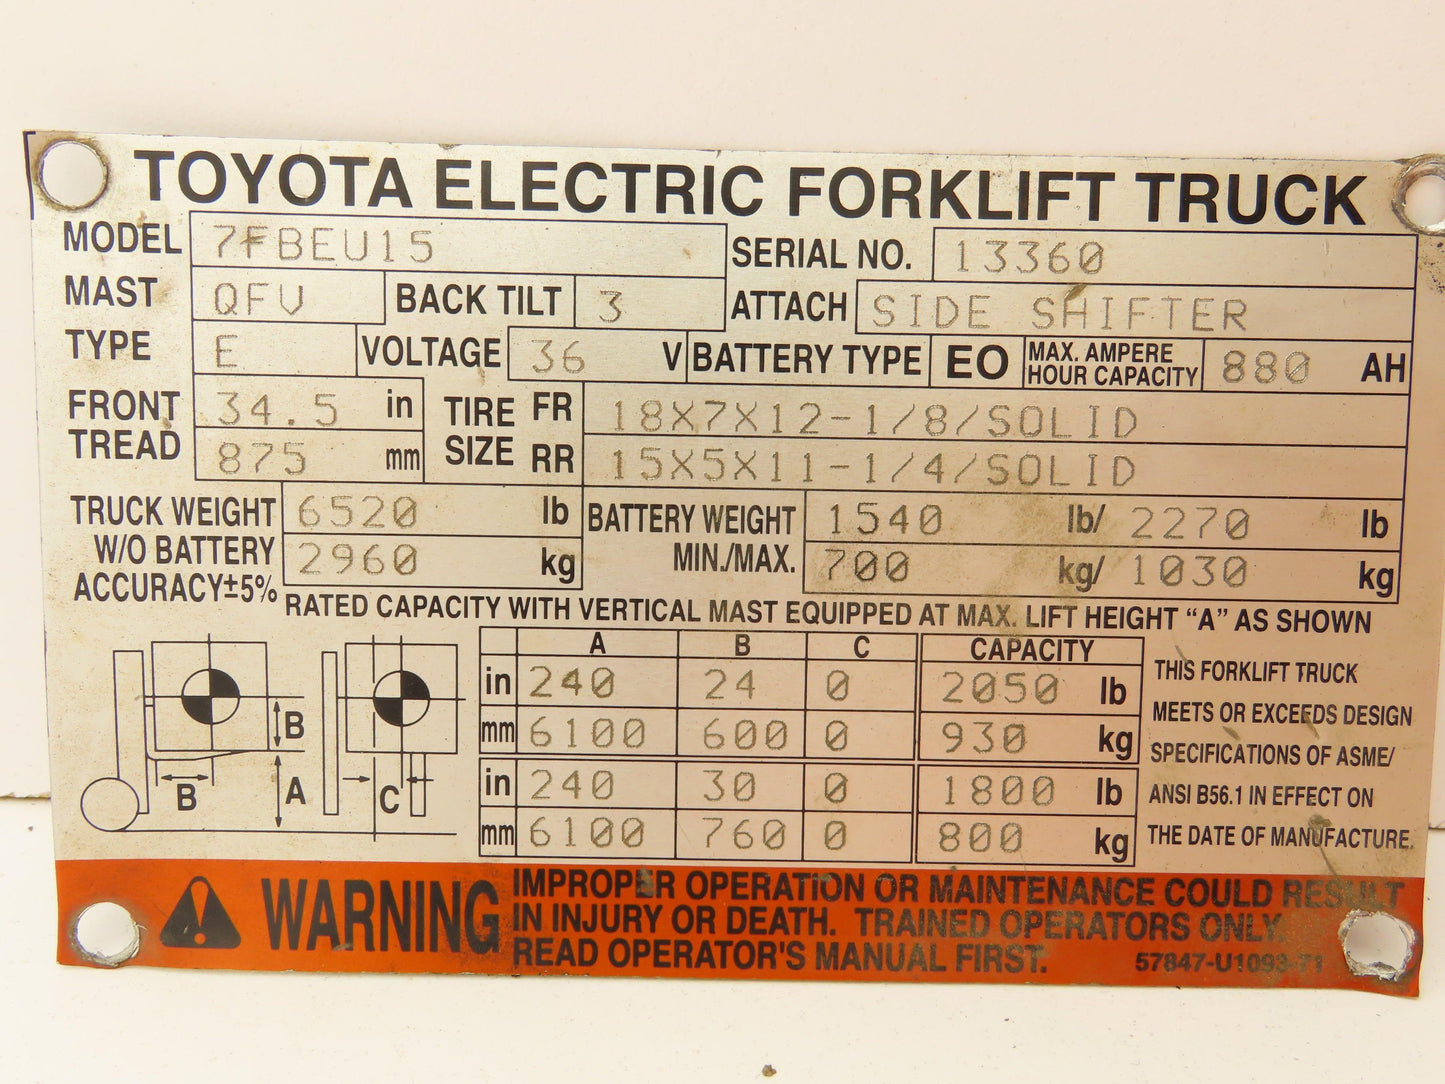 TOYOTA ELECTRIC FORKLIFT TRUCK
MODEL 7FBEU15 SERIAL NO. 13360
MAST QFV BACK TILT 3 ATTACH SIDE SHIFTER
TYPE E VOLTAGE 36 V BATTERY TYPE EO MAX. AMPERE HOUR CAPACITY 880 AH
FRONT TREAD 34.5 in TIRE SIZE FR 18X7X12-1/8/SOLID
875 mm RR 15X5X11-1/4/SOLID
TRUCK WEIGHT 6520 lb BATTERY WEIGHT 1540 lb/ 2270 lb
W/O BATTERY 2960 kg MIN./MAX. 700 kg/ 1030 kg
ACCURACY±5%
RATED CAPACITY WITH VERTICAL MAST EQUIPPED AT MAX. LIFT HEIGHT “A” AS SHOWN
A B C CAPACITY
in 240 24 0 2050 lb
mm 6100 600 0 930 kg
in 240 30 0 1800 lb
mm 6100 760 0 800 kg
B
B
A
C
THIS FORKLIFT TRUCK
MEETS OR EXCEEDS DESIGN
SPECIFICATIONS OF ASME/
ANSI B56.1 IN EFFECT ON
THE DATE OF MANUFACTURE.
WARNING
IMPROPER OPERATION OR MAINTENANCE COULD RESULT
IN INJURY OR DEATH. TRAINED OPERATORS ONLY.
READ OPERATOR'S MANUAL FIRST.
57847-U1093-71